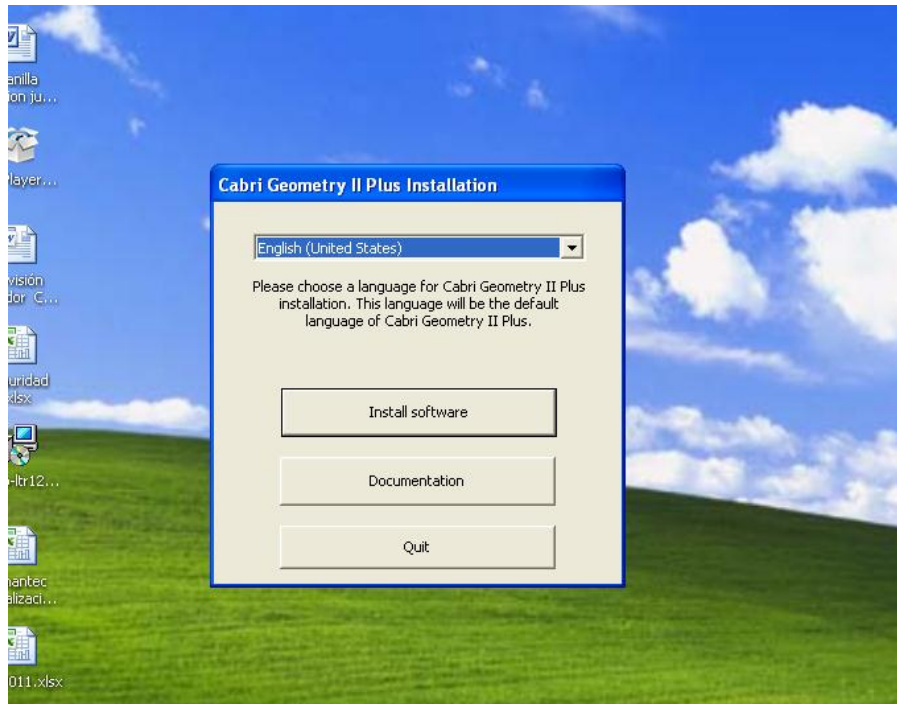 anilla
ion ju...
layer...
visión
dor C...
uridad
xlsx
-ltr12...
mantec
alizaci...
011.xlsx
Cabri Geometry II Plus Installation
English (United States)
Please choose a language for Cabri Geometry II Plus
installation. This language will be the default
language of Cabri Geometry II Plus.
Install software
Documentation
Quit